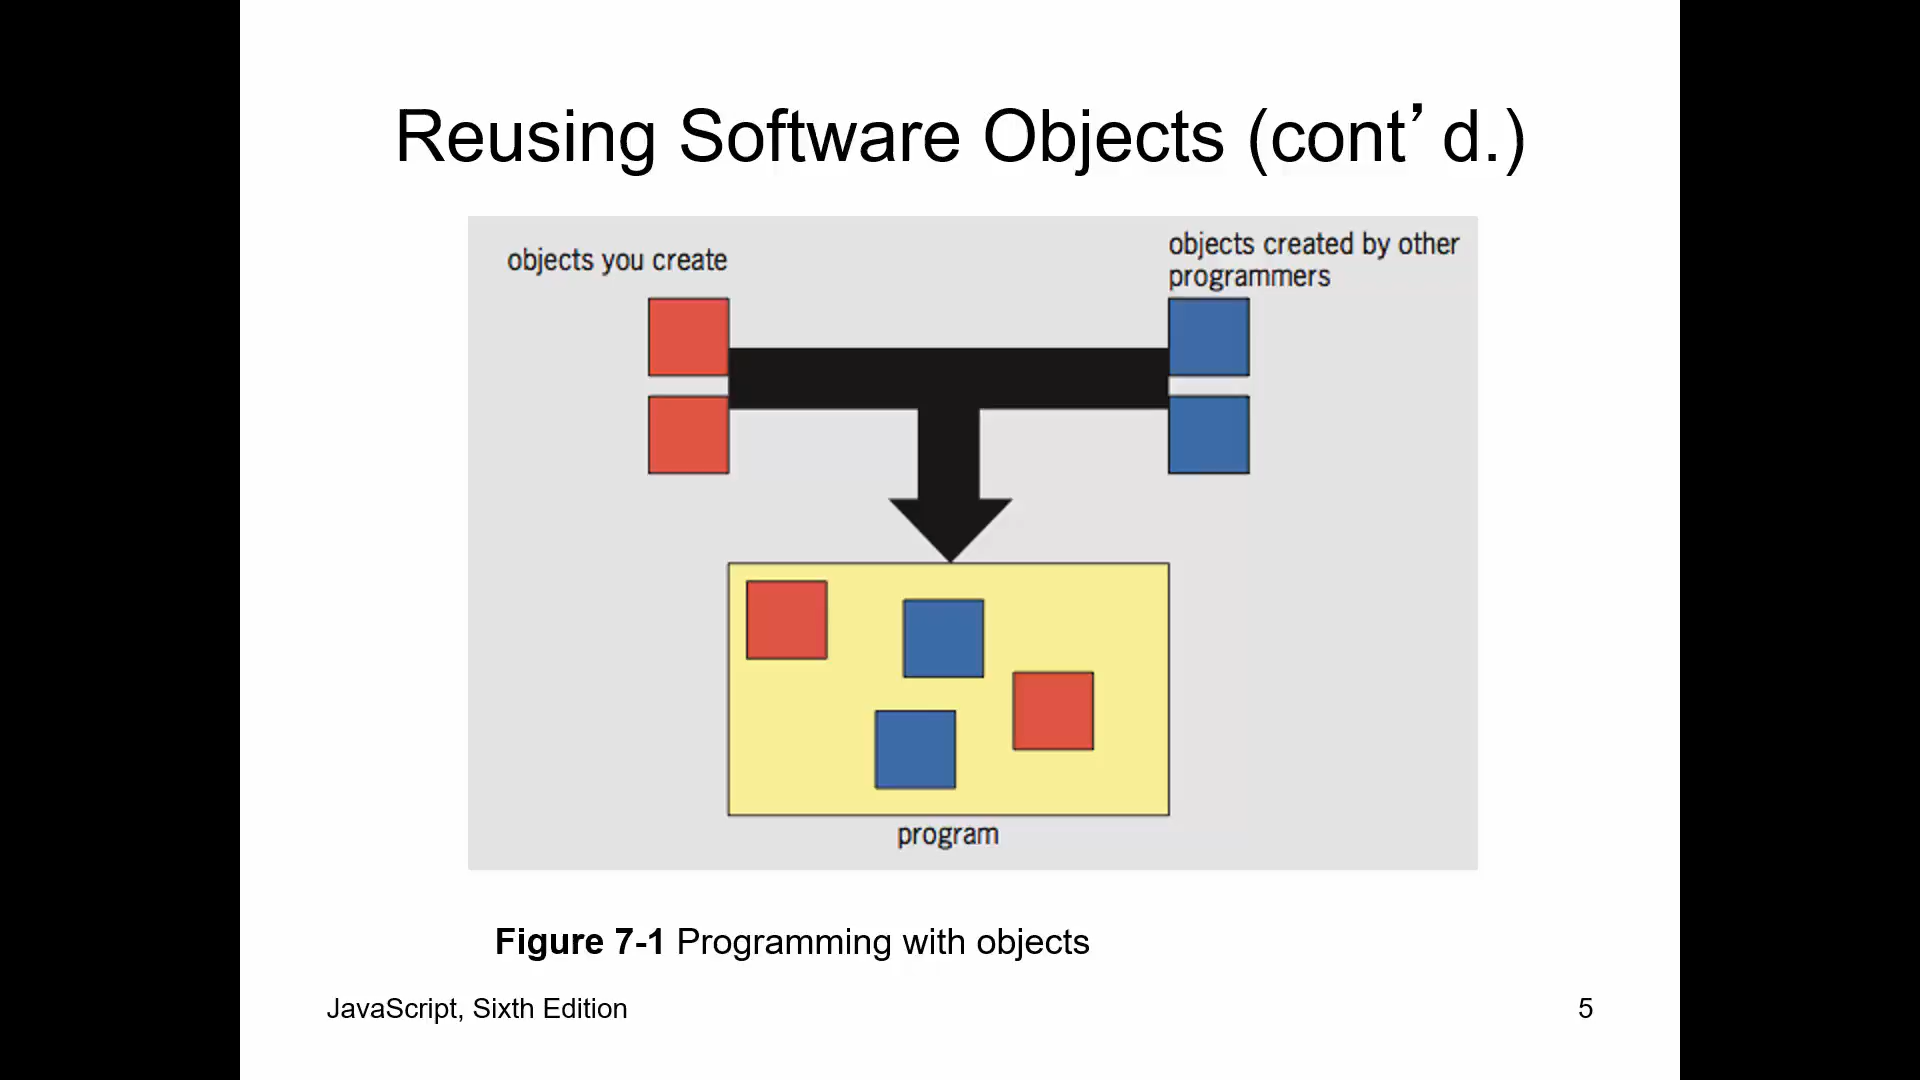 Reusing Software Objects (cont’d.)
objects you create
objects created by other
programmers
program
Figure 7-1 Programming with objects
JavaScript, Sixth Edition
5